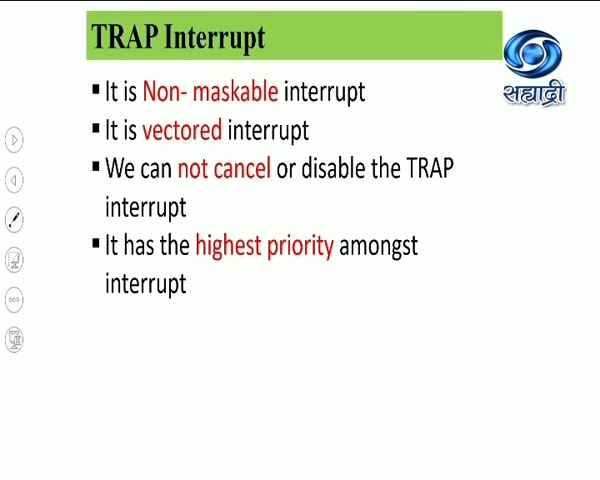 TRAP Interrupt
सह्याद्री
▪ It is Non- maskable interrupt
▪ It is vectored interrupt
▪ We can not cancel or disable the TRAP
interrupt
▪ It has the highest priority amongst
interrupt